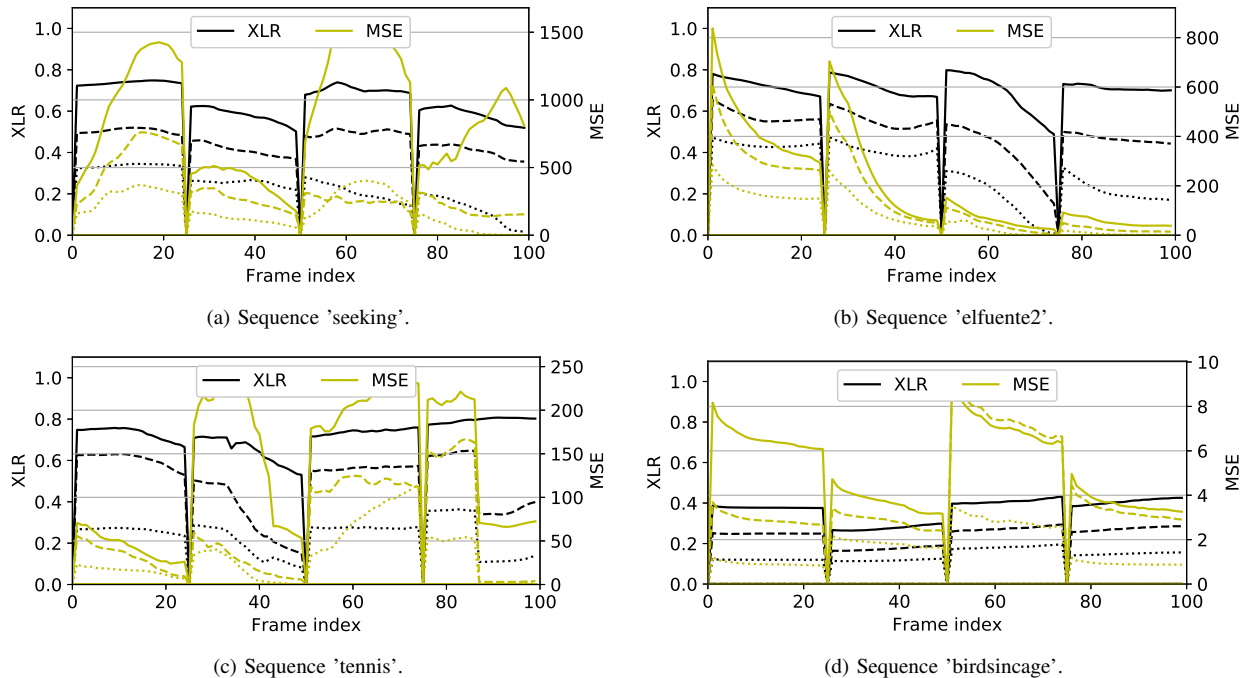 XLR MSE
1.0
0.8
0.6
0.4
0.2
0.0
XLR
1500
1000
500
0
MSE
0 20 40 60 80 100
Frame index
(a) Sequence ’seeking’.
XLR MSE
1.0
0.8
0.6
0.4
0.2
0.0
XLR
800
600
400
200
0
MSE
0 20 40 60 80 100
Frame index
(b) Sequence ’elfuente2’.
XLR MSE
1.0
0.8
0.6
0.4
0.2
0.0
XLR
250
200
150
100
50
0
MSE
0 20 40 60 80 100
Frame index
(c) Sequence ’tennis’.
XLR MSE
1.0
0.8
0.6
0.4
0.2
0.0
XLR
10
8
6
4
2
0
MSE
0 20 40 60 80 100
Frame index
(d) Sequence ’birdsincage’.